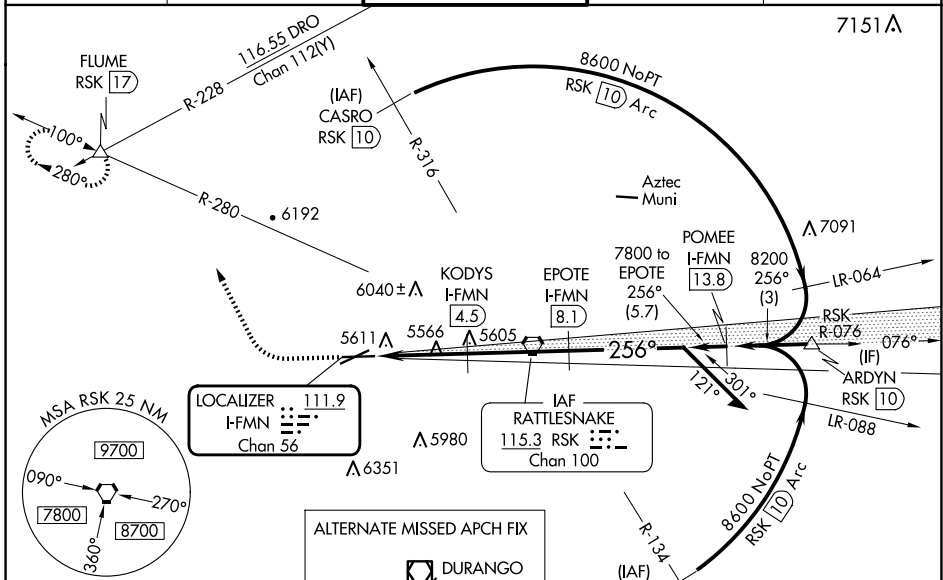 7151
116.55 DRO
Chan 112(Y)
R-228
FLUME
RSK 17
100°
280°
R-280
6192
(IAF)
CASRO
RSK 10
R-316
8600 NoPT
RSK 10 Arc
Aztec
Muni
7091
LR-064
6040±
KODYS
I-FMN
4.5
EPOTE
I-FMN
8.1
7800 to
EPOTE
256°
(5.7)
POMEE
I-FMN
13.8
8200
256°
(3)
RSK
R-076
076°
(IF)
ARDYN
RSK 10
5611
5566
5605
256°
301°
121°
LR-088
LOCALIZER 111.9
I-FMN
Chan 56
IAF
RATTLESNAKE
115.3 RSK
Chan 100
5980
6351
MSA RSK 25 NM
9700
090°
270°
7800
8700
360°
8600 NoPT
RSK 10 Arc
R-134
(IAF)
ALTERNATE MISSED APCH FIX
DURANGO